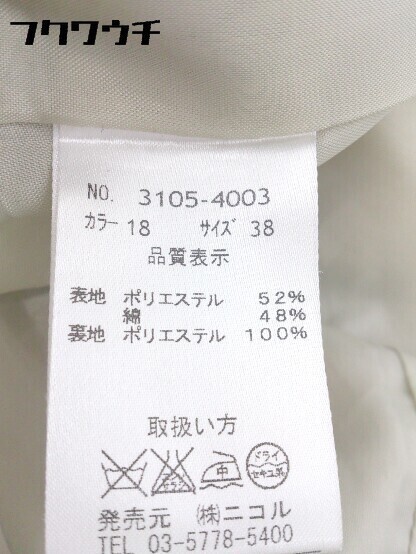 フクワウチ
NO. 3105-4003
カラー 18 サイズ 38
品質表示
表地 ポリエステル 52%
綿 48%
裏地 ポリエステル 100%
取扱い方
ドライ
セキユ系
発売元 ㈱ニコル
TEL 03-5778-5400